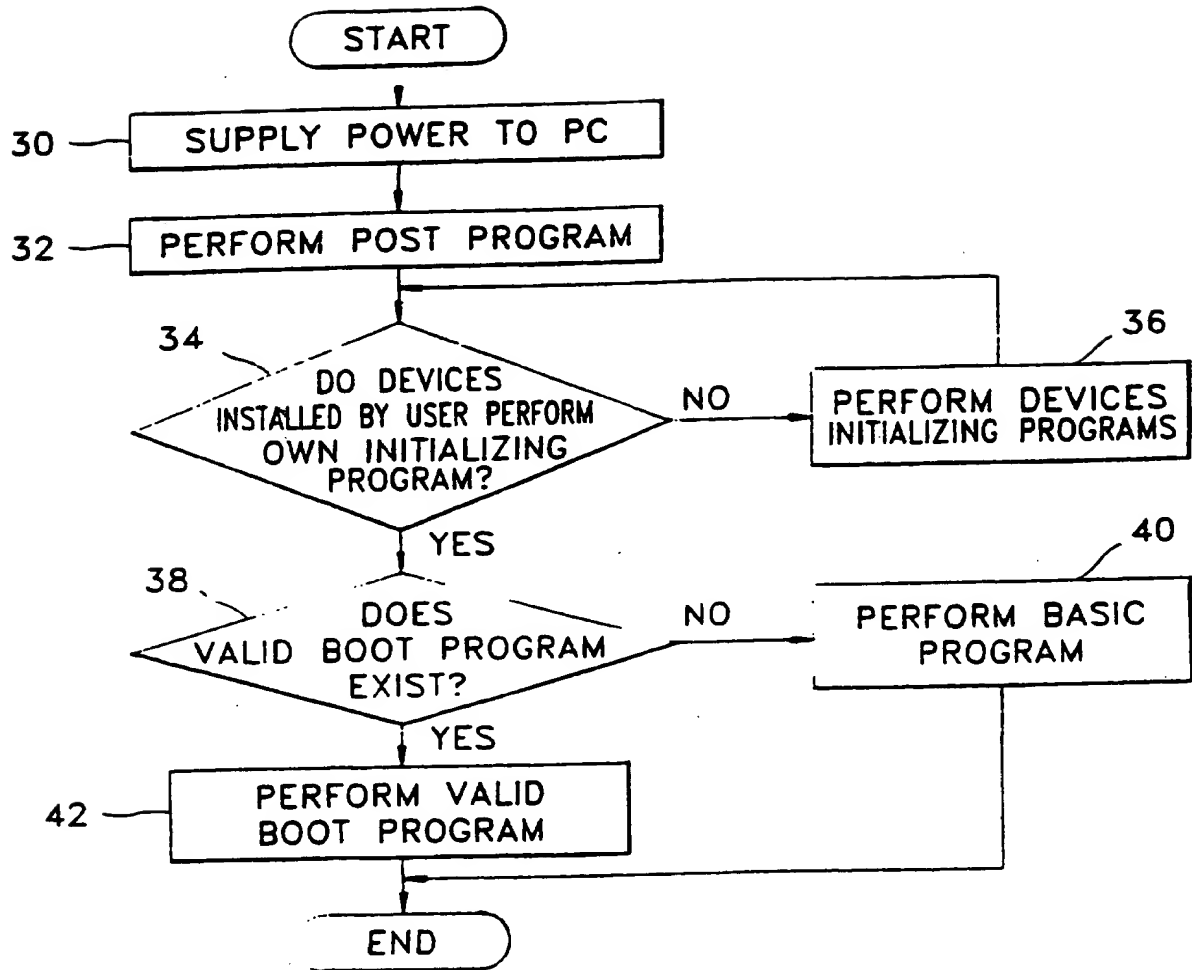 START
30
SUPPLY POWER TO PC
32
PERFORM POST PROGRAM
34
DO DEVICES
INSTALLED BY USER PERFORM
OWN INITIALIZING
PROGRAM?
NO
36
PERFORM DEVICES
INITIALIZING PROGRAMS
YES
38
DOES
VALID BOOT PROGRAM
EXIST?
NO
40
PERFORM BASIC
PROGRAM
YES
42
PERFORM VALID
BOOT PROGRAM
END